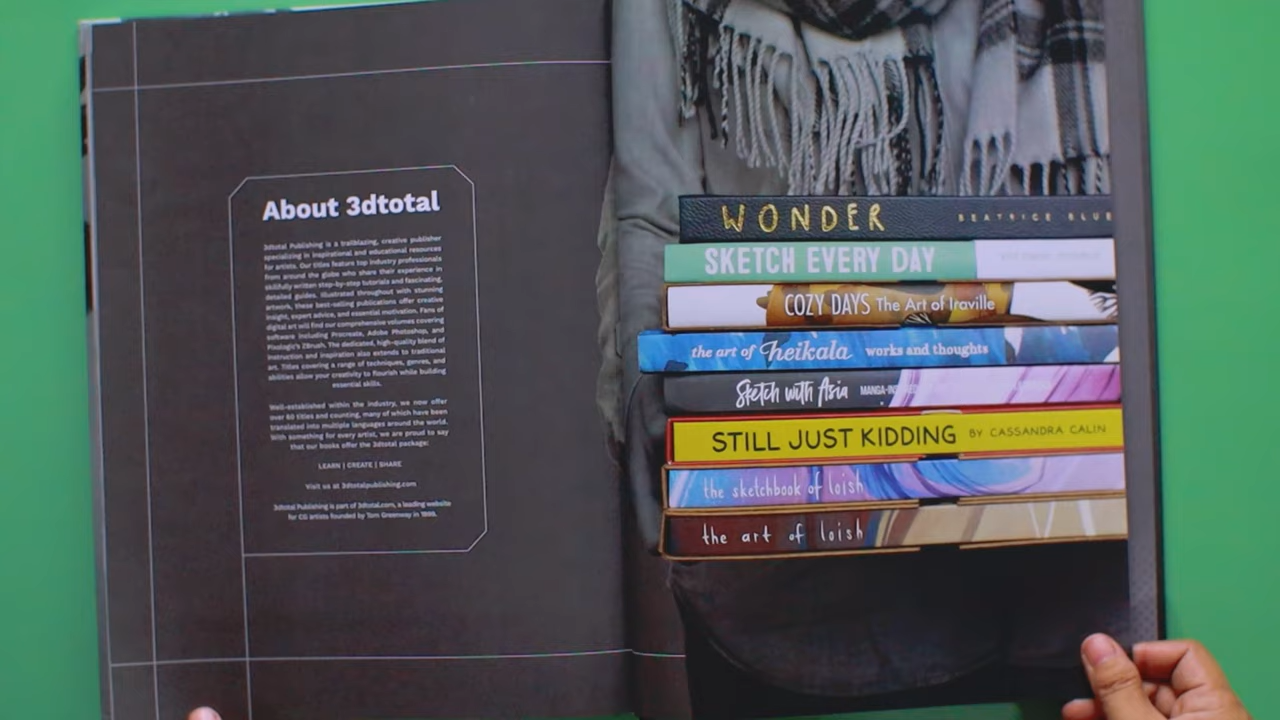 About 3dtotal
3dtotal Publishing is a trailblazing, creative publisher
specializing in inspirational and educational resources
for artists. Our titles feature top industry professionals
from around the globe who share their experience in
skillfully written step-by-step tutorials and fascinating,
detailed guides. Illustrated throughout with stunning
artwork, these best-selling publications offer creative
insight, expert advice, and essential motivation. Fans of
digital art will find our comprehensive volumes covering
software including Procreate, Adobe Photoshop, and
Pixologic's ZBrush. The dedicated, high-quality blend of
instruction and inspiration also extends to traditional
art. Titles covering a range of techniques, genres, and
abilities allow your creativity to flourish while building
essential skills.
Well-established within the industry, we now offer
over 60 titles and counting, many of which have been
translated into multiple languages around the world.
With something for every artist, we are proud to say
that our books offer the 3dtotal package:
LEARN | CREATE | SHARE
Visit us at 3dtotalpublishing.com
3dtotal Publishing is part of 3dtotal.com, a leading website
for CG artists founded by Tom Greenway in 1999.
WONDER BEATRICE BLUE
SKETCH EVERY DAY
COZY DAYS The Art of Iraville
the art of heikala works and thoughts
Sketch with Asia
STILL JUST KIDDING BY CASSANDRA CALIN
the sketchbook of loish
the art of loish